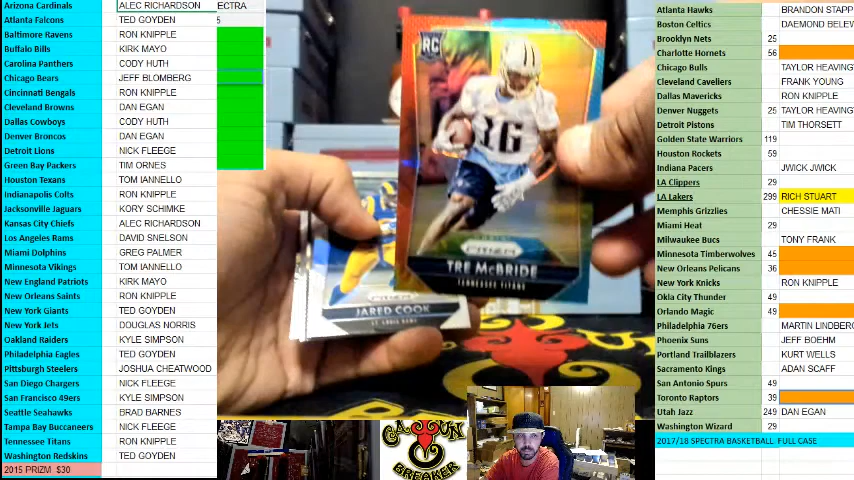 Arizona Cardinals ALEC RICHARDSON ECTRA
Atlanta Falcons TED GOYDEN 5
Baltimore Ravens RON KNIPPLE
Buffalo Bills KIRK MAYO
Carolina Panthers CODY HUTH
Chicago Bears JEFF BLOMBERG
Cincinnati Bengals RON KNIPPLE
Cleveland Browns DAN EGAN
Dallas Cowboys CODY HUTH
Denver Broncos DAN EGAN
Detroit Lions NICK FLEEGE
Green Bay Packers TIM ORNES
Houston Texans TOM IANNELLO
Indianapolis Colts RON KNIPPLE
Jacksonville Jaguars KORY SCHIMKE
Kansas City Chiefs ALEC RICHARDSON
Los Angeles Rams DAVID SNELSON
Miami Dolphins GREG PALMER
Minnesota Vikings TOM IANNELLO
New England Patriots KIRK MAYO
New Orleans Saints RON KNIPPLE
New York Giants TED GOYDEN
New York Jets DOUGLAS NORRIS
Oakland Raiders KYLE SIMPSON
Philadelphia Eagles TED GOYDEN
Pittsburgh Steelers JOSHUA CHEATWOOD
San Diego Chargers NICK FLEEGE
San Francisco 49ers KYLE SIMPSON
Seattle Seahawks BRAD BARNES
Tampa Bay Buccaneers NICK FLEEGE
Tennessee Titans RON KNIPPLE
Washington Redskins TED GOYDEN
2015 PRIZM $30
RC
16
PRIZM
TRE McBRIDE
TENNESSEE TITANS
PRIZM
JARED COOK
ST. LOUIS RAMS
CAJUN
BREAKER
Atlanta Hawks BRANDON STAPP
Boston Celtics DAEMOND BELEW
Brooklyn Nets 25
Charlotte Hornets 56
Chicago Bulls TAYLOR HEAVING
Cleveland Caveliers FRANK YOUNG
Dallas Mavericks RON KNIPPLE
Denver Nuggets 25 TAYLOR HEAVING
Detroit Pistons TIM THORSETT
Golden State Warriors 119
Houston Rockets 59
Indiana Pacers JWICK JWICK
LA Clippers 29
LA Lakers 299 RICH STUART
Memphis Grizzlies CHESSIE MATI
Miami Heat 29
Milwaukee Bucs TONY FRANK
Minnesota Timberwolves 45
New Orleans Pelicans 36
New York Knicks RON KNIPPLE
Okla City Thunder 49
Orlando Magic 49
Philadelphia 76ers MARTIN LINDBERG
Phoenix Suns JEFF BOEHM
Portland Trailblazers KURT WELLS
Sacramento Kings ADAN SCAFF
San Antonio Spurs 49
Toronto Raptors 39
Utah Jazz 249 DAN EGAN
Washington Wizard 29
2017/18 SPECTRA BASKETBALL FULL CASE